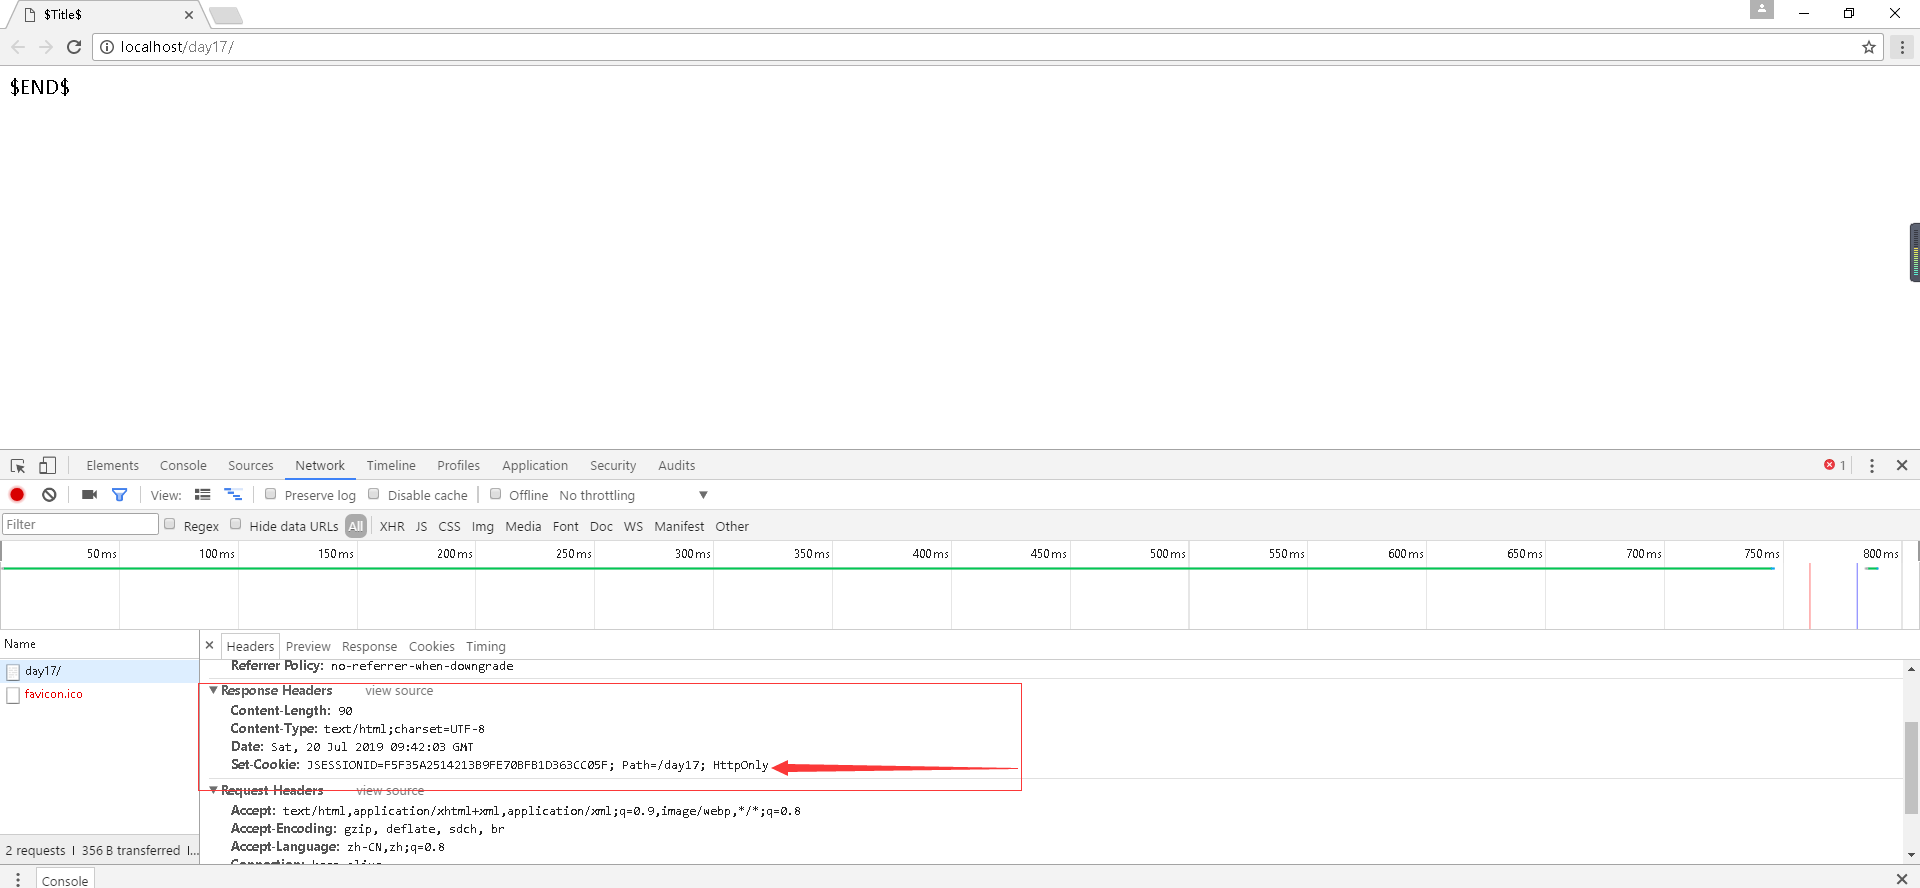 $Title$
localhost/day17/
$END$
Elements Console Sources Network Timeline Profiles Application Security Audits 1
View: Preserve log Disable cache Offline No throttling
Filter Regex Hide data URLs All XHR JS CSS Img Media Font Doc WS Manifest Other
50 ms 100 ms 150 ms 200 ms 250 ms 300 ms 350 ms 400 ms 450 ms 500 ms 550 ms 600 ms 650 ms 700 ms 750 ms 800 ms
Name
day17/
favicon.ico
2 requests | 356 B transferred |...
Headers Preview Response Cookies Timing
Referrer Policy: no-referrer-when-downgrade
Response Headers view source
Content-Length: 90
Content-Type: text/html;charset=UTF-8
Date: Sat, 20 Jul 2019 09:42:03 GMT
Set-Cookie: JSESSIONID=F5F35A2514213B9FE70BFB1D363CC05F; Path=/day17; HttpOnly
Request Headers view source
Accept: text/html,application/xhtml+xml,application/xml;q=0.9,image/webp,*/*;q=0.8
Accept-Encoding: gzip, deflate, sdch, br
Accept-Language: zh-CN,zh;q=0.8
Connection: keep-alive
Console